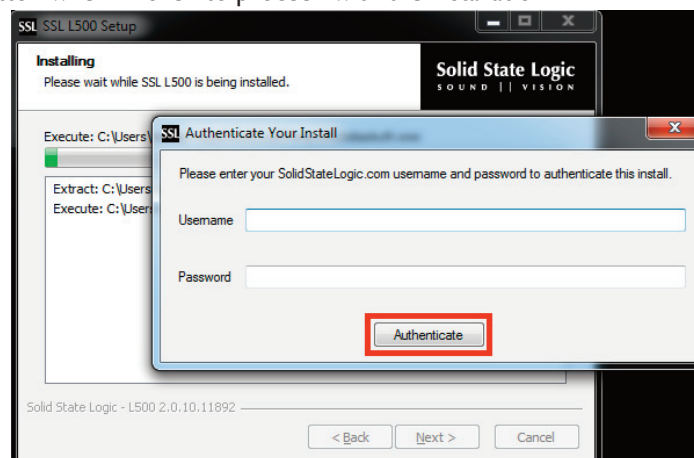 SSL SSL L500 Setup
Installing
Please wait while SSL L500 is being installed.
Solid State Logic
SOUND || VISION
Execute: C:\Users\
SSL Authenticate Your Install
Please enter your SolidStateLogic.com username and password to authenticate this install.
Extract: C:\Users
Execute: C:\User
Username
Password
Authenticate
Solid State Logic - L500 2.0.10.11892
< Back
Next >
Cancel